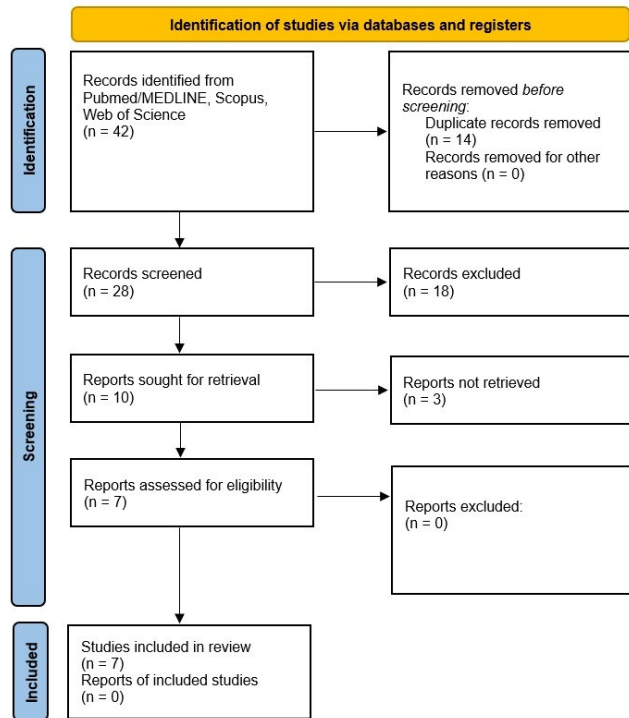 Identification of studies via databases and registers
Identification
Records identified from
Pubmed/MEDLINE, Scopus,
Web of Science
(n = 42)
Records removed before
screening:
Duplicate records removed
(n = 14)
Records removed for other
reasons (n = 0)
Screening
Records screened
(n = 28)
Records excluded
(n = 18)
Reports sought for retrieval
(n = 10)
Reports not retrieved
(n = 3)
Reports assessed for eligibility
(n = 7)
Reports excluded:
(n = 0)
Included
Studies included in review
(n = 7)
Reports of included studies
(n = 0)